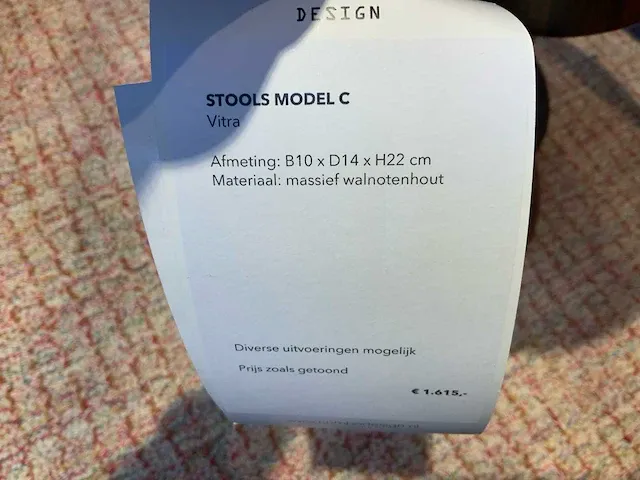 DESIGN
STOOLS MODEL C
Vitra
Afmeting: B10 x D14 x H22 cm
Materiaal: massief walnotenhout
Diverse uitvoeringen mogelijk
Prijs zoals getoond
€ 1.615,-